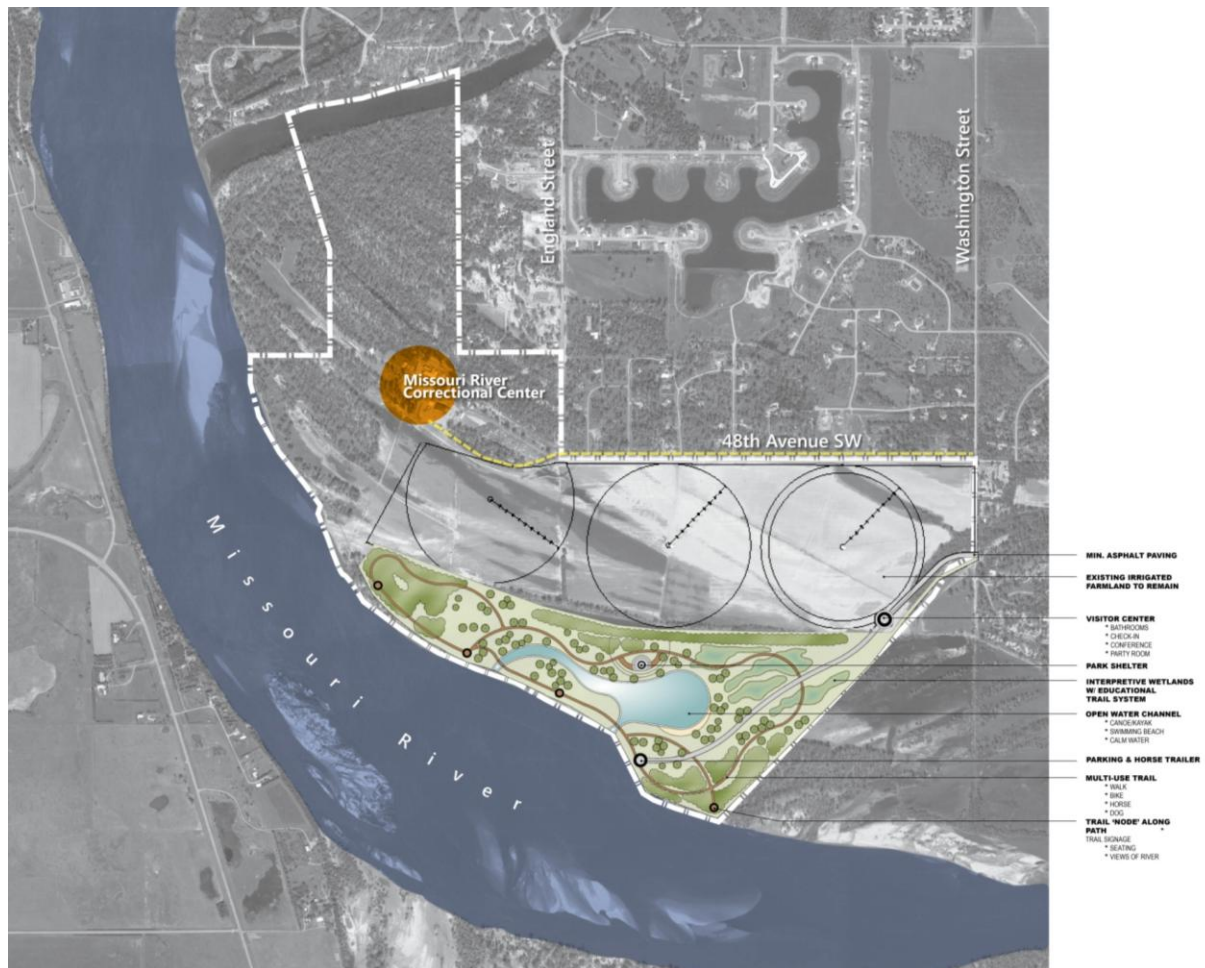 England Street
Washington Street
Missouri River
Correctional Center
48th Avenue SW
Missouri River
MIN. ASPHALT PAVING
EXISTING IRRIGATED
FARMLAND TO REMAIN
VISITOR CENTER
* BATHROOMS
* CHECK-IN
* CONFERENCE
* PARTY ROOM
PARK SHELTER
INTERPRETIVE WETLANDS
W/ EDUCATIONAL
TRAIL SYSTEM
OPEN WATER CHANNEL
* CANOE/KAYAK
* SWIMMING BEACH
* CALM WATER
PARKING & HORSE TRAILER
MULTI-USE TRAIL
* WALK
* BIKE
* HORSE
* DOG
TRAIL 'NODE' ALONG
PATH *
TRAIL SIGNAGE
* SEATING
* VIEWS OF RIVER